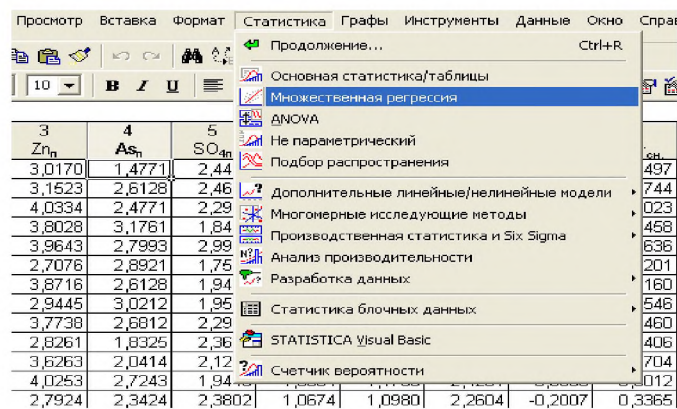 Просмотр Вставка Формат Статистика Графы Инструменты Данные Окно Справ
Продолжение... Ctrl+R
10 B I U
Основная статистика/таблицы
Множественная регрессия
ANOVA
Не параметрический
Подбор распространения
Дополнительные линейные/нелинейные модели
Многомерные исследующие методы
Производственная статистика и Six Sigma
Анализ производительности
Разработка данных
Статистика блочных данных
STATISTICA Visual Basic
Счетчик вероятности
3 4 5
Znп Asп SO4п сн.
3,0170 1,4771 2,44 497
3,1523 2,6128 2,46 744
4,0334 2,4771 2,29 023
3,8028 3,1761 1,84 458
3,9643 2,7993 2,99 636
2,7076 2,8921 1,75 201
3,8716 2,6128 1,94 160
2,9445 3,0212 1,95 546
3,7738 2,6812 2,29 460
2,8261 1,8325 2,36 406
3,6263 2,0414 2,12 704
4,0253 2,7243 1,94 012
2,7924 2,3424 2,3802 1,0674 1,0980 2,2604 -0,2007 0,3365